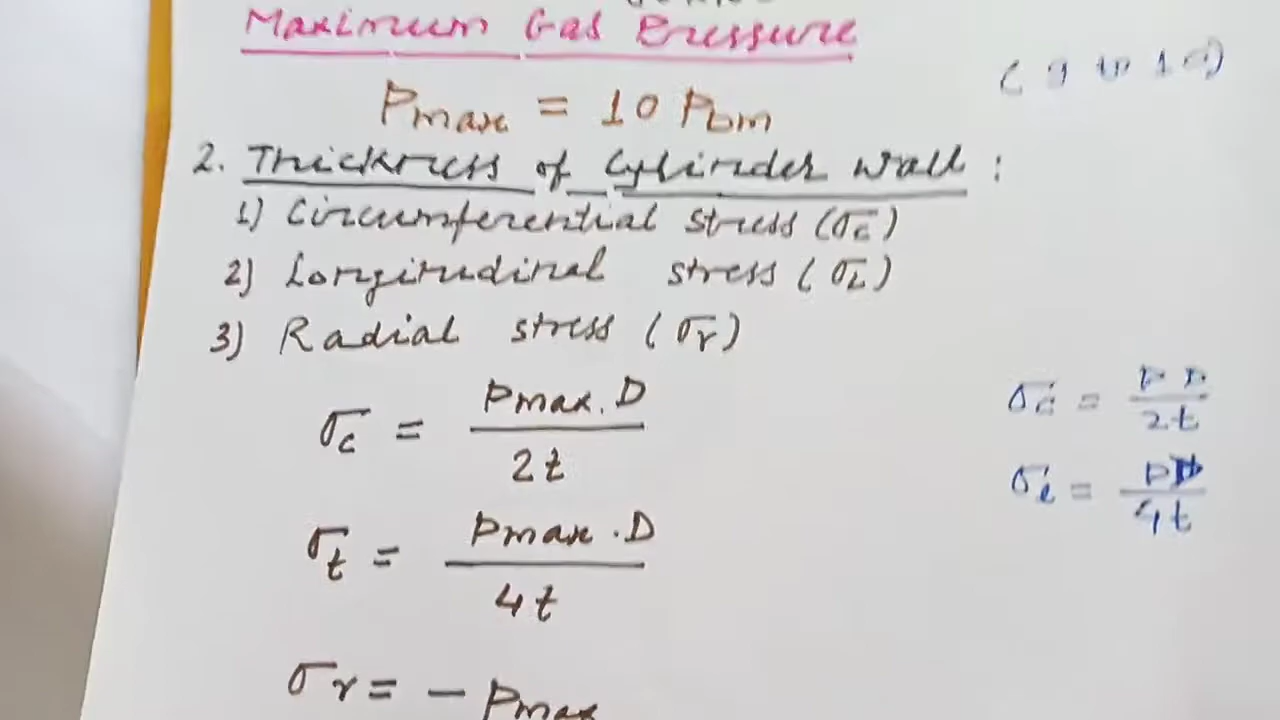 Maximum Gas Pressure
Pmax = 10 Pbm
(9 to 10)
2. Thickness of Cylinder Wall :
1) Circumferential stress (σc)
2) Longitudinal stress (σL)
3) Radial stress (σr)
σc = Pmax. D / 2t
σt = Pmax . D / 4t
σr = - Pmax
σc = P D / 2t
σl = PD / 4t